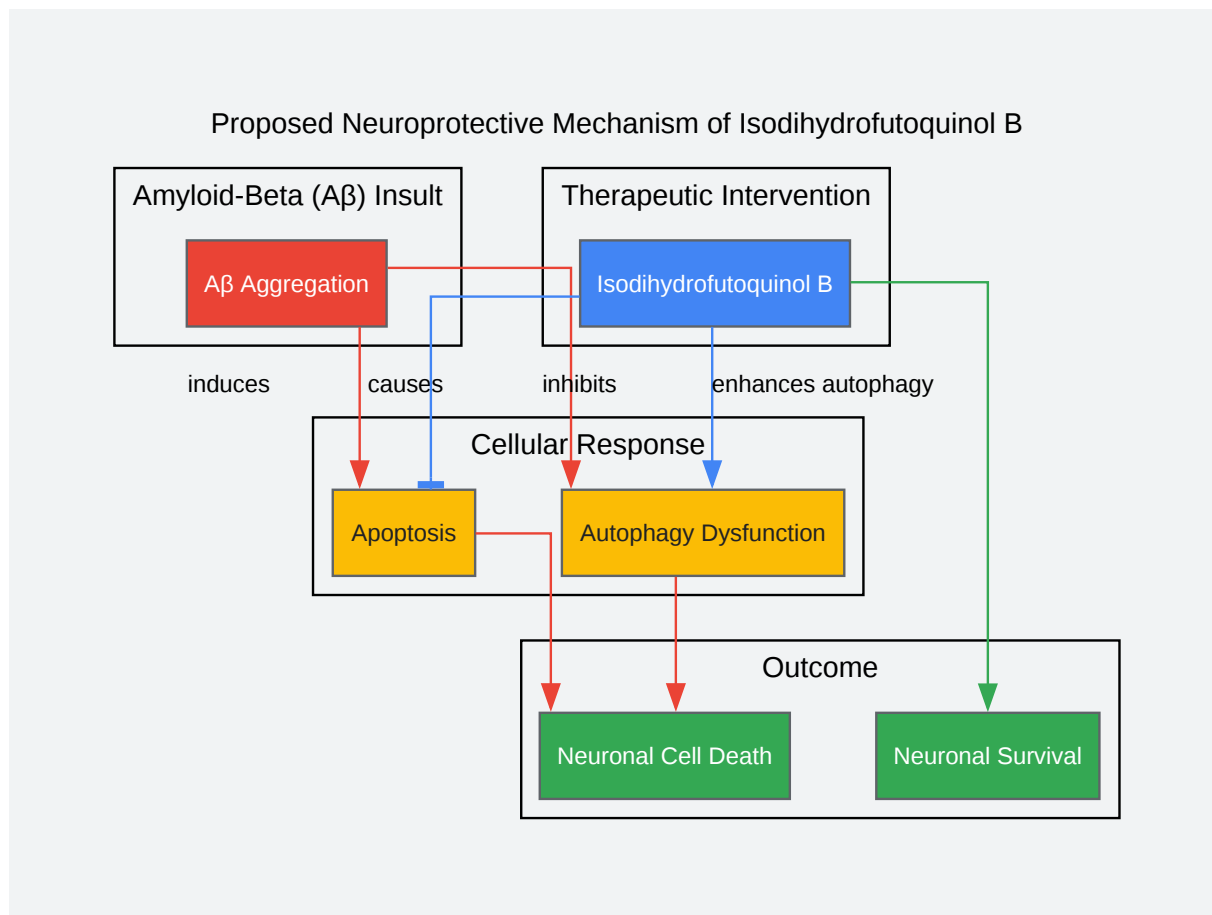 Proposed Neuroprotective Mechanism of Isodihydrofutoquinol B
Amyloid-Beta (Aβ) Insult
Therapeutic Intervention
Aβ Aggregation
Isodihydrofutoquinol B
induces
causes
inhibits
enhances autophagy
Cellular Response
Apoptosis
Autophagy Dysfunction
Outcome
Neuronal Cell Death
Neuronal Survival